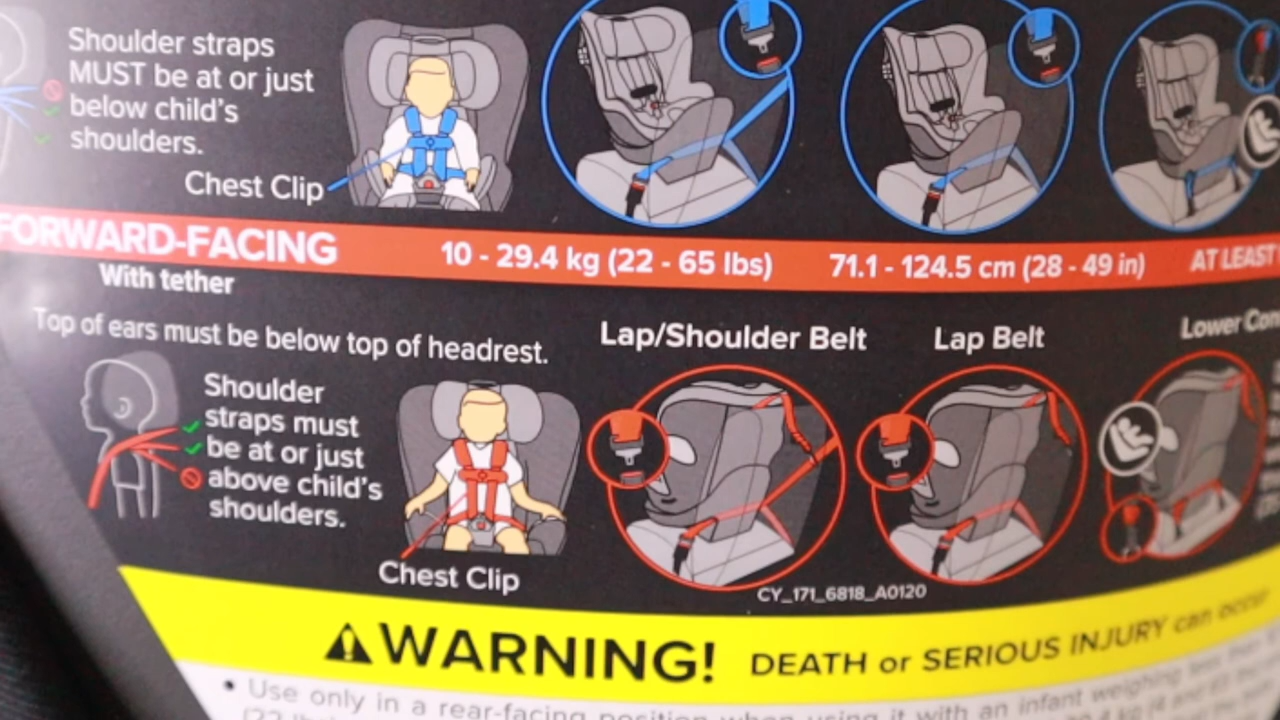 Shoulder straps
MUST be at or just
below child's
shoulders.
Chest Clip
FORWARD-FACING
10 - 29.4 kg (22 - 65 lbs)
71.1 - 124.5 cm (28 - 49 in)
AT LEAST
With tether
Top of ears must be below top of headrest.
Lap/Shoulder Belt
Lap Belt
Lower
Shoulder
straps must
be at or just
above child's
shoulders.
Chest Clip
CY_171_6818_A0120
WARNING!
DEATH or SERIOUS INJURY can occur
• Use only in a rear-facing position when using it with an infant weighing less than